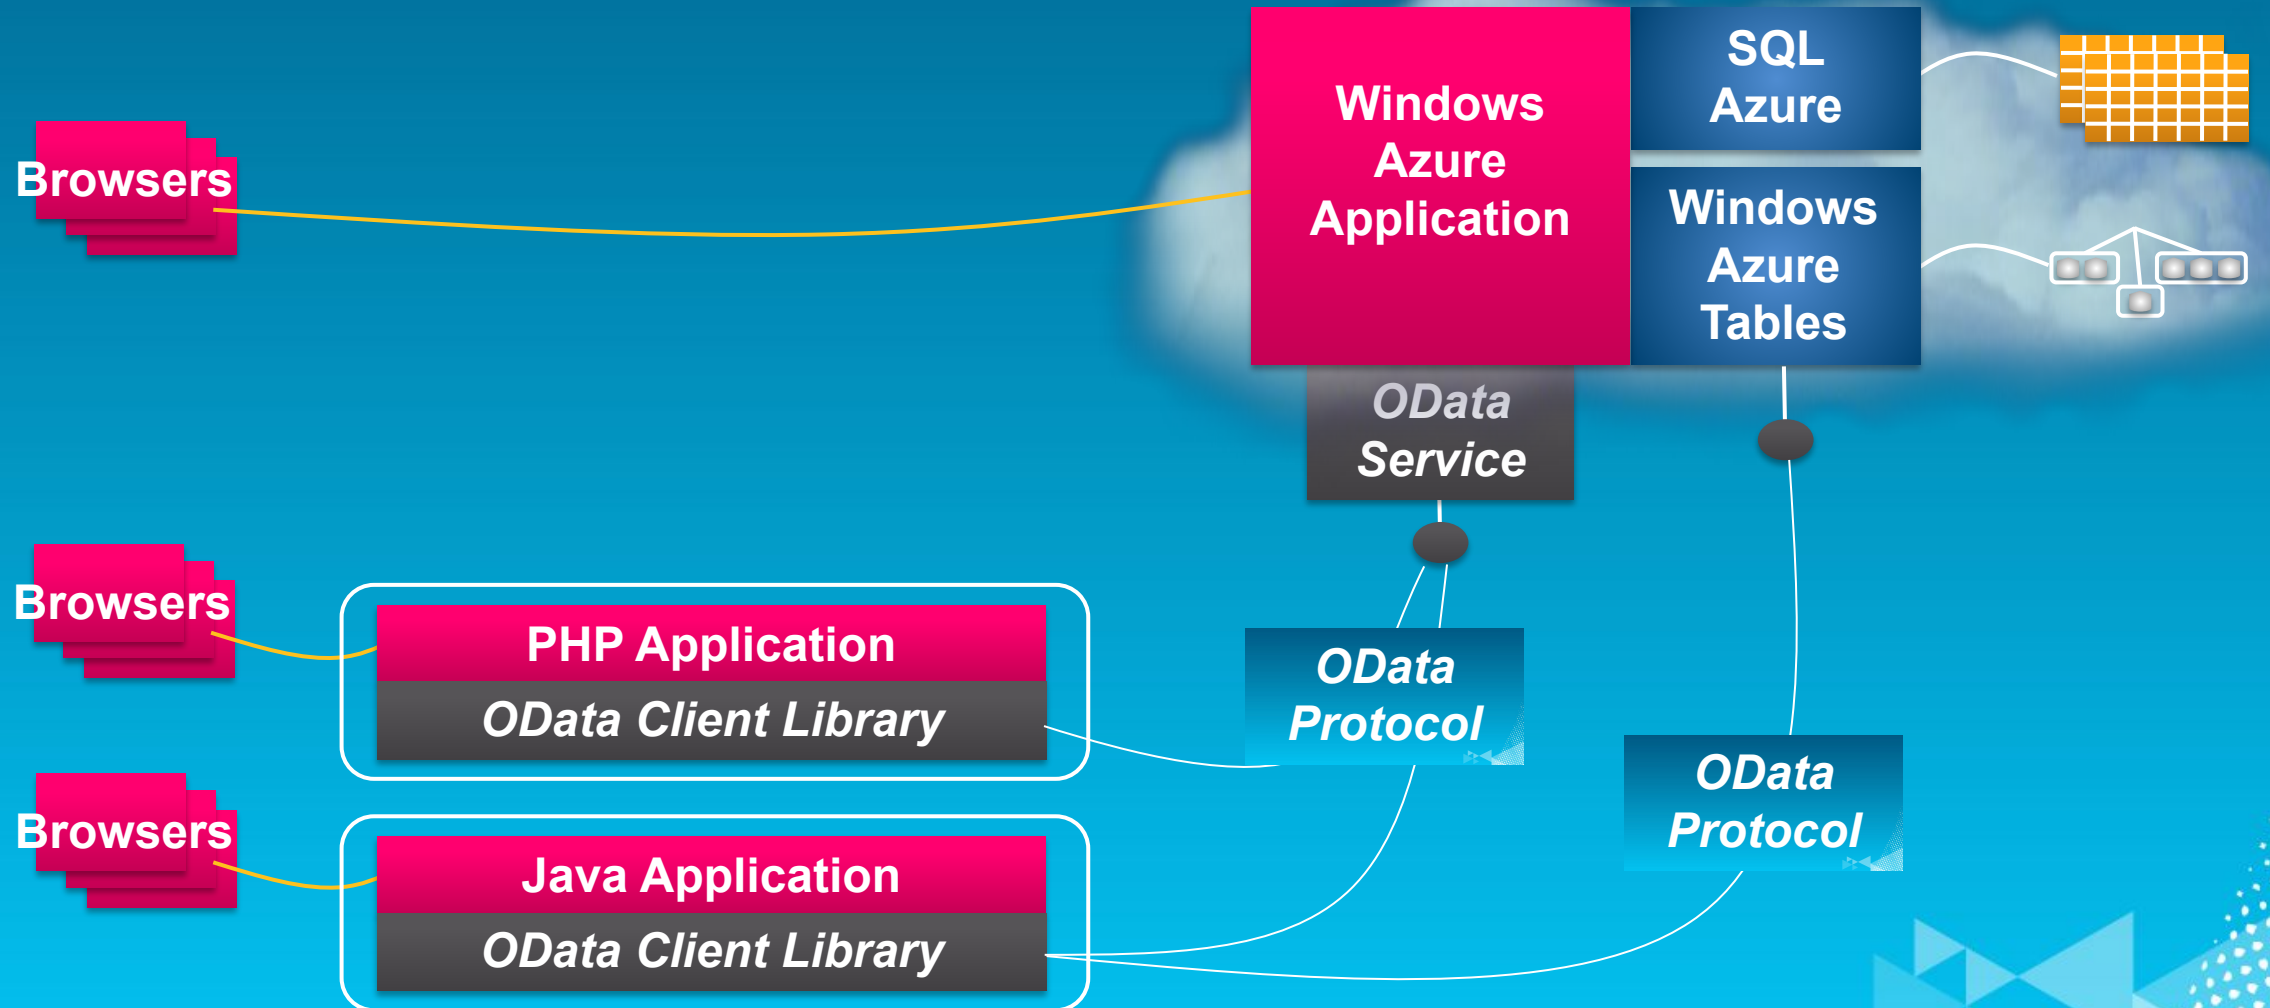 SQL
Azure
Windows
Azure
Application
Browsers
Windows
Azure
Tables
OData
Service
Browsers
PHP Application
OData Client Library
OData
Protocol
OData
Protocol
Browsers
Java Application
OData Client Library